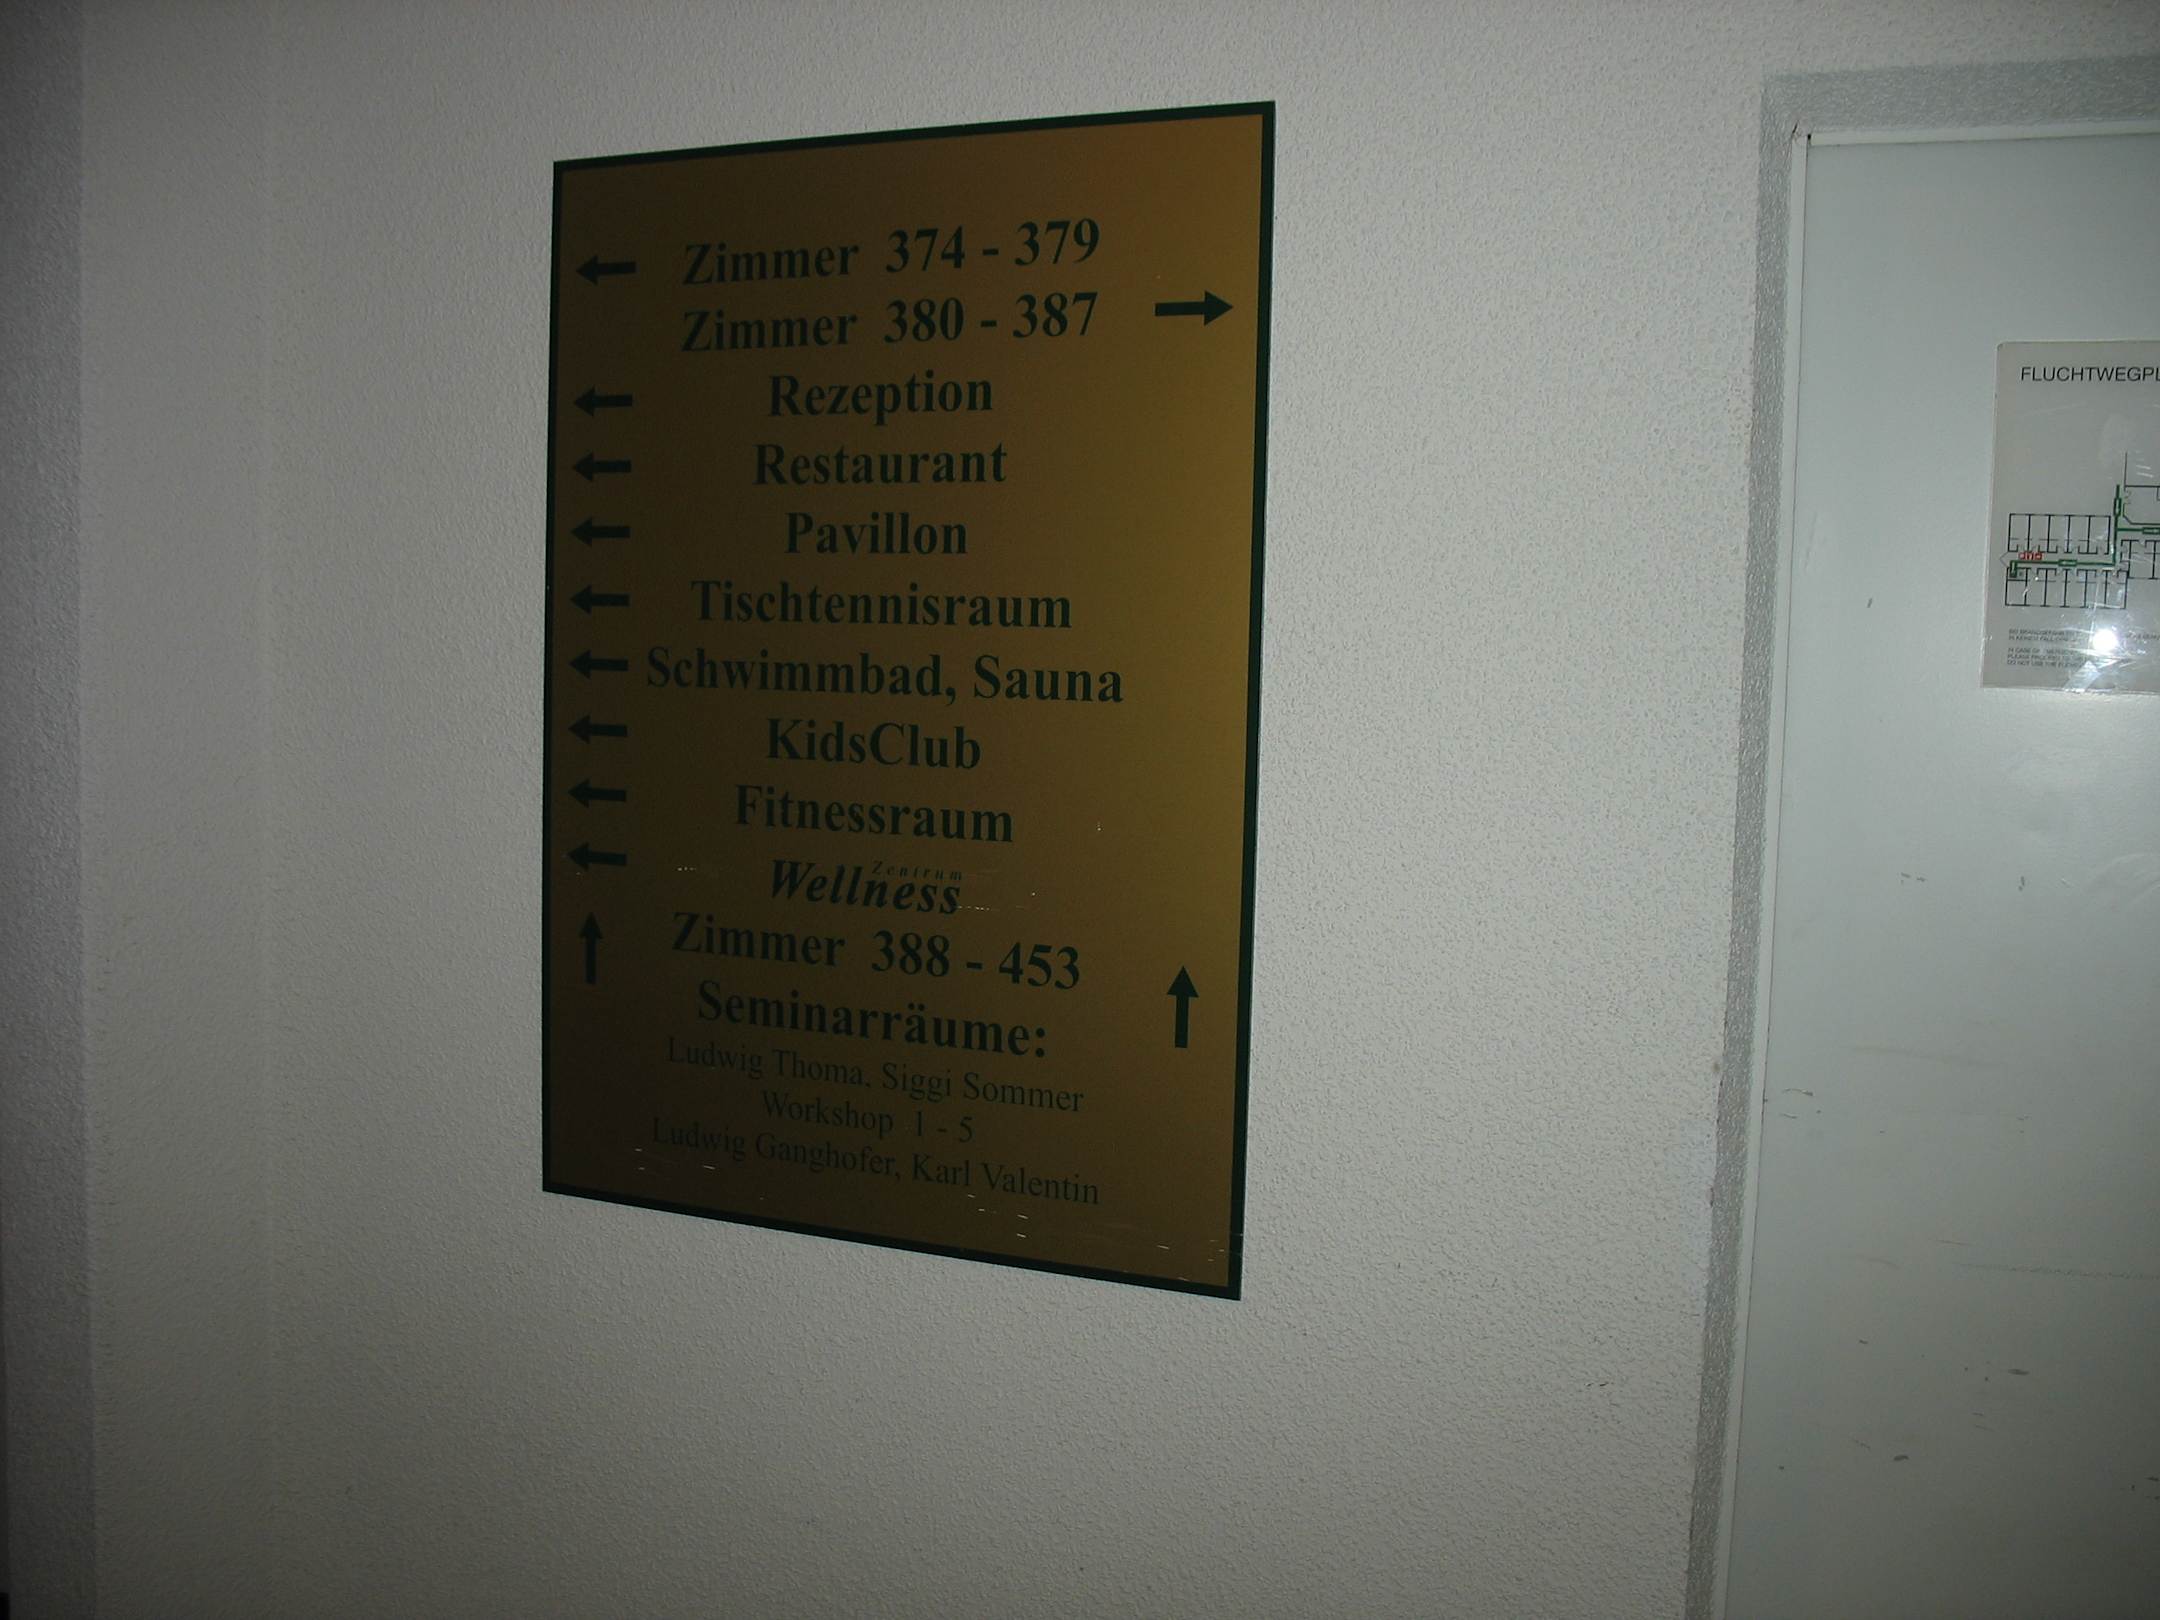 Zimmer 374 - 379
Zimmer 380 - 387
Rezeption
Restaurant
Pavillon
Tischtennisraum
Schwimmbad, Sauna
KidsClub
Fitnessraum
Zentrum
Wellness
Zimmer 388 - 453
Seminarräume:
Ludwig Thoma, Siggi Sommer
Workshop 1 - 5
Ludwig Ganghofer, Karl Valentin
FLUCHTWEGPL